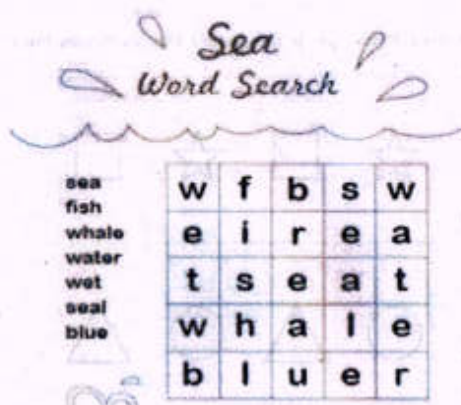 Sea
Word Search
sea
fish
whale
water
wet
seal
blue
w f b s w
e i r e a
t s e a t
w h a l e
b l u e r